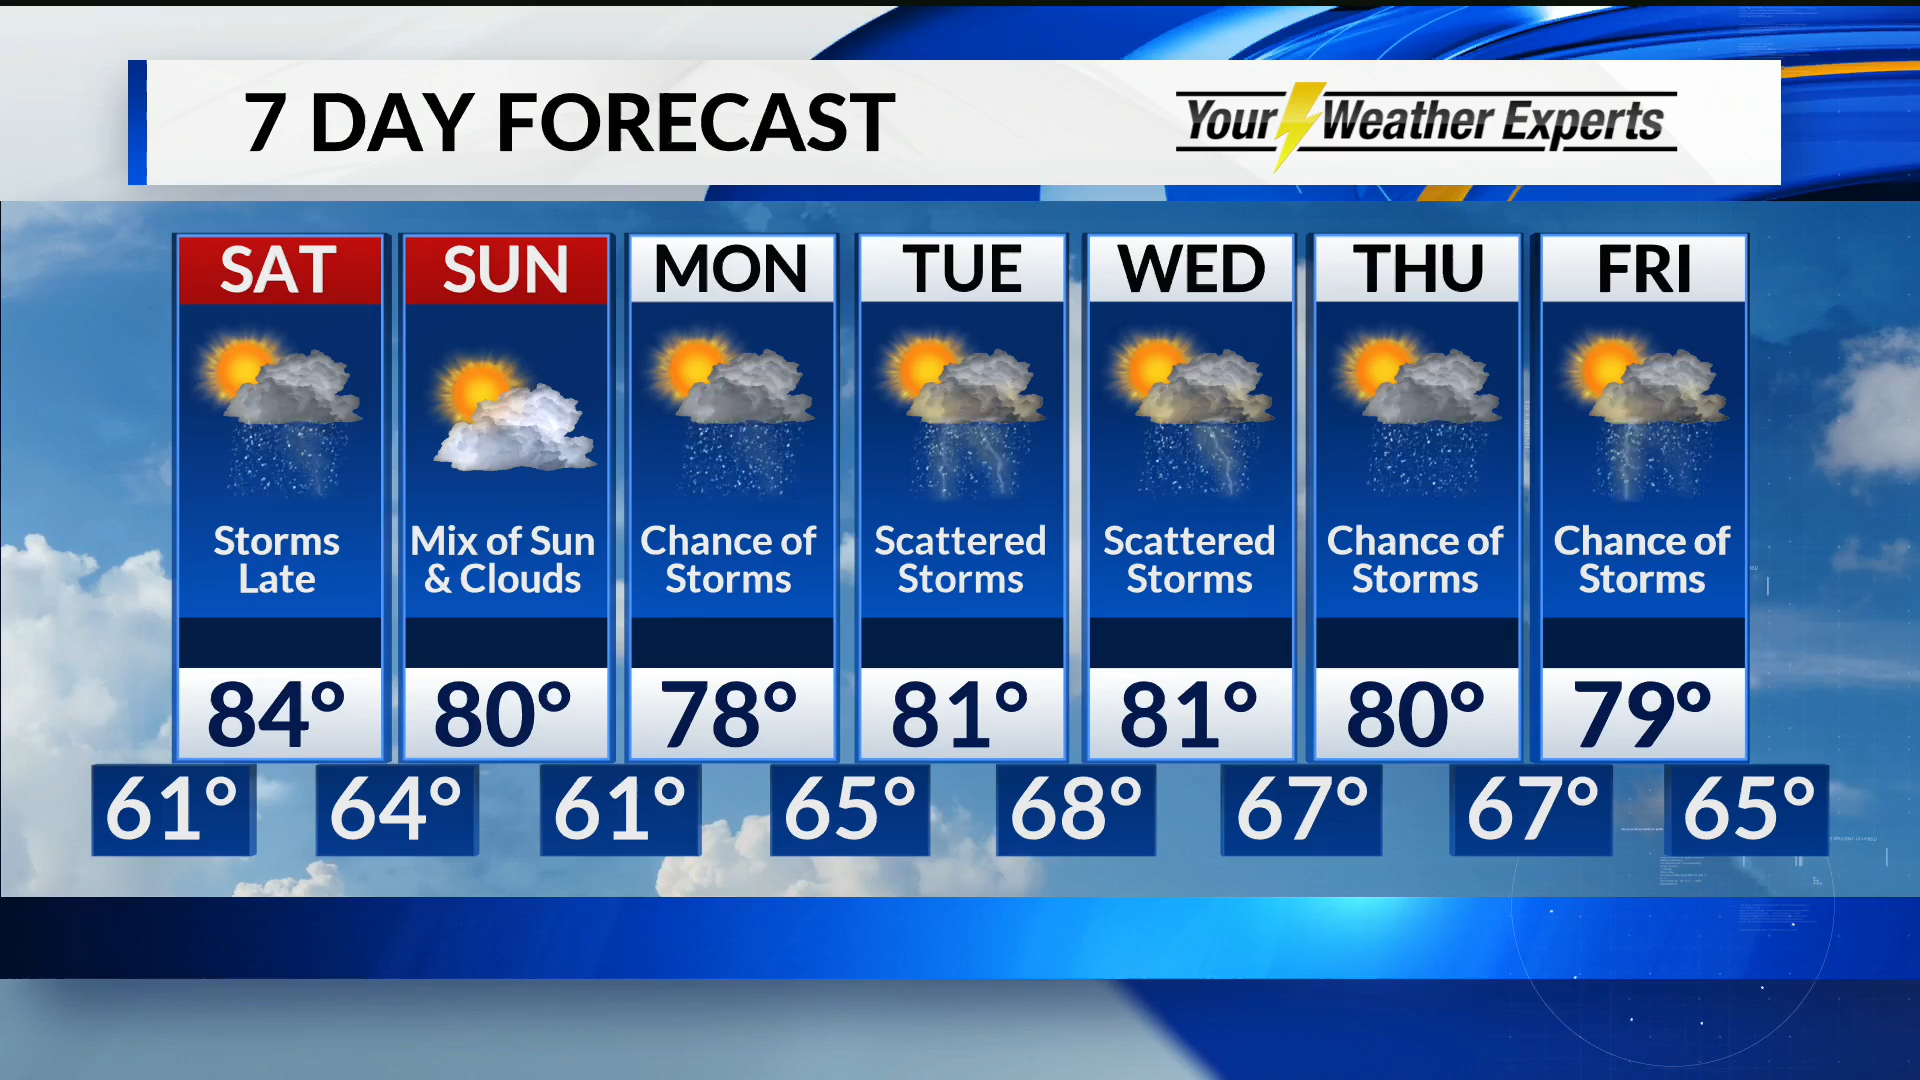 7 DAY FORECAST
Your Weather Experts
SAT SUN MON TUE WED THU FRI
Storms Late
Mix of Sun & Clouds
Chance of Storms
Scattered Storms
Scattered Storms
Chance of Storms
Chance of Storms
84° 80° 78° 81° 81° 80° 79°
61° 64° 61° 65° 68° 67° 67° 65°